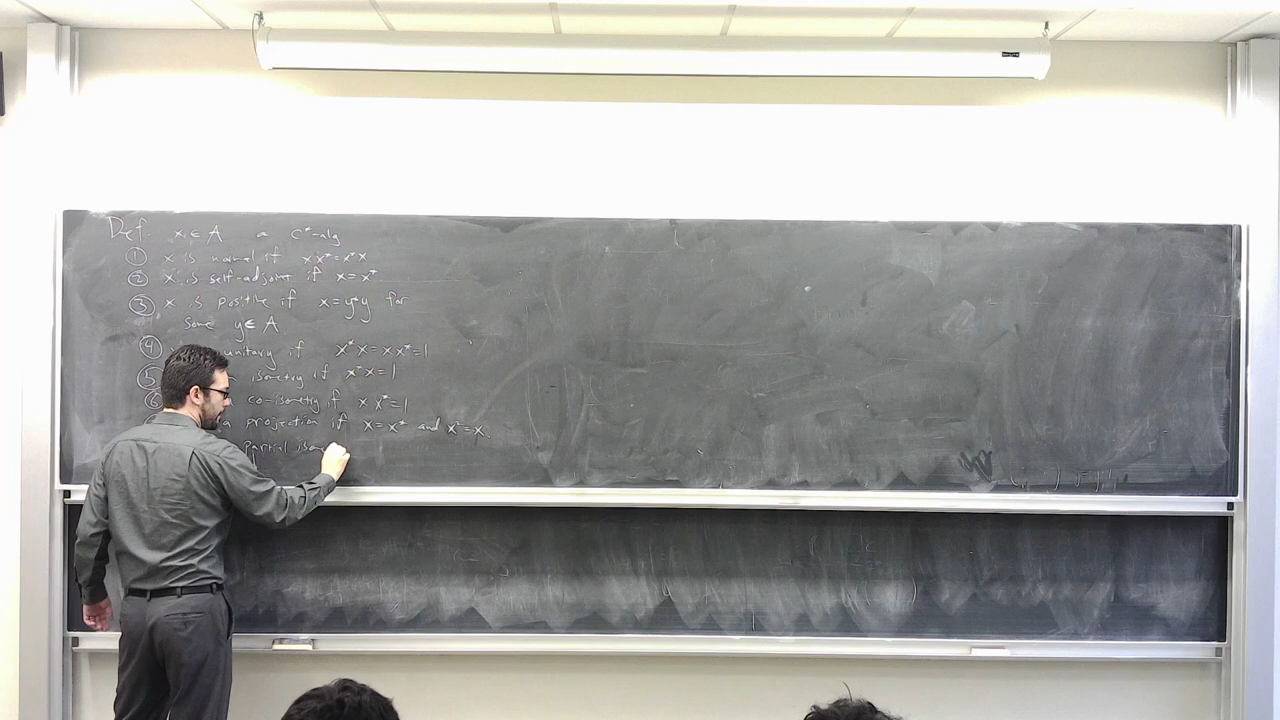 Def. x ∈ A a C*-alg
① x is normal if xx* = x*x
② x is self-adjoint if x = x*
③ x is positive if x = y*y for
some y ∈ A
④ unitary if x*x = xx* = 1
⑤ isometry if x*x = 1
⑥ co-isometry if xx* = 1
a projection if x = x* and x² = x.
partial isom